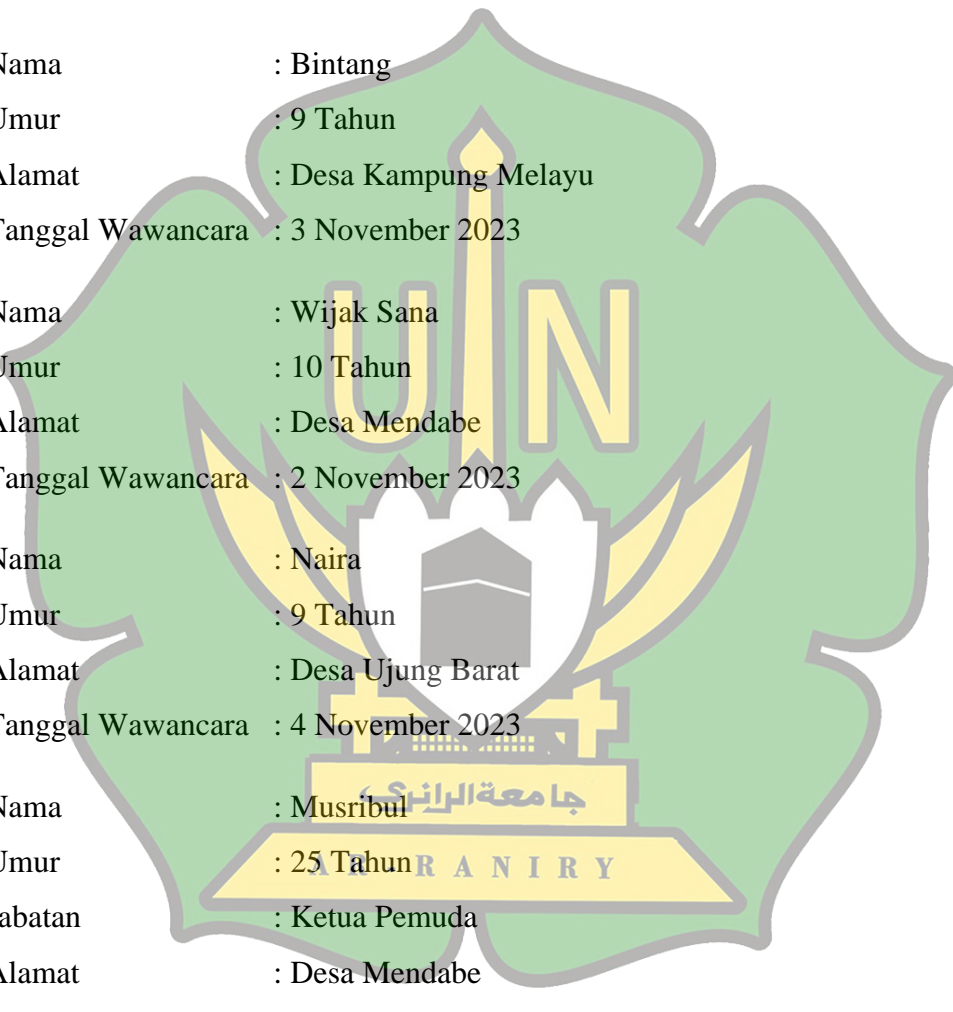 Nama : Bintang
Umur : 9 Tahun
Alamat : Desa Kampung Melayu
Tanggal Wawancara : 3 November 2023
Nama : Wijak Sana
Umur : 10 Tahun
Alamat : Desa Mendabe
Tanggal Wawancara : 2 November 2023
Nama : Naira
Umur : 9 Tahun
Alamat : Desa Ujung Barat
Tanggal Wawancara : 4 November 2023
Nama : Musribul
Umur : 25 Tahun
Jabatan : Ketua Pemuda
Alamat : Desa Mendabe
UIN
جامعةالرانري
AR - RANIRY